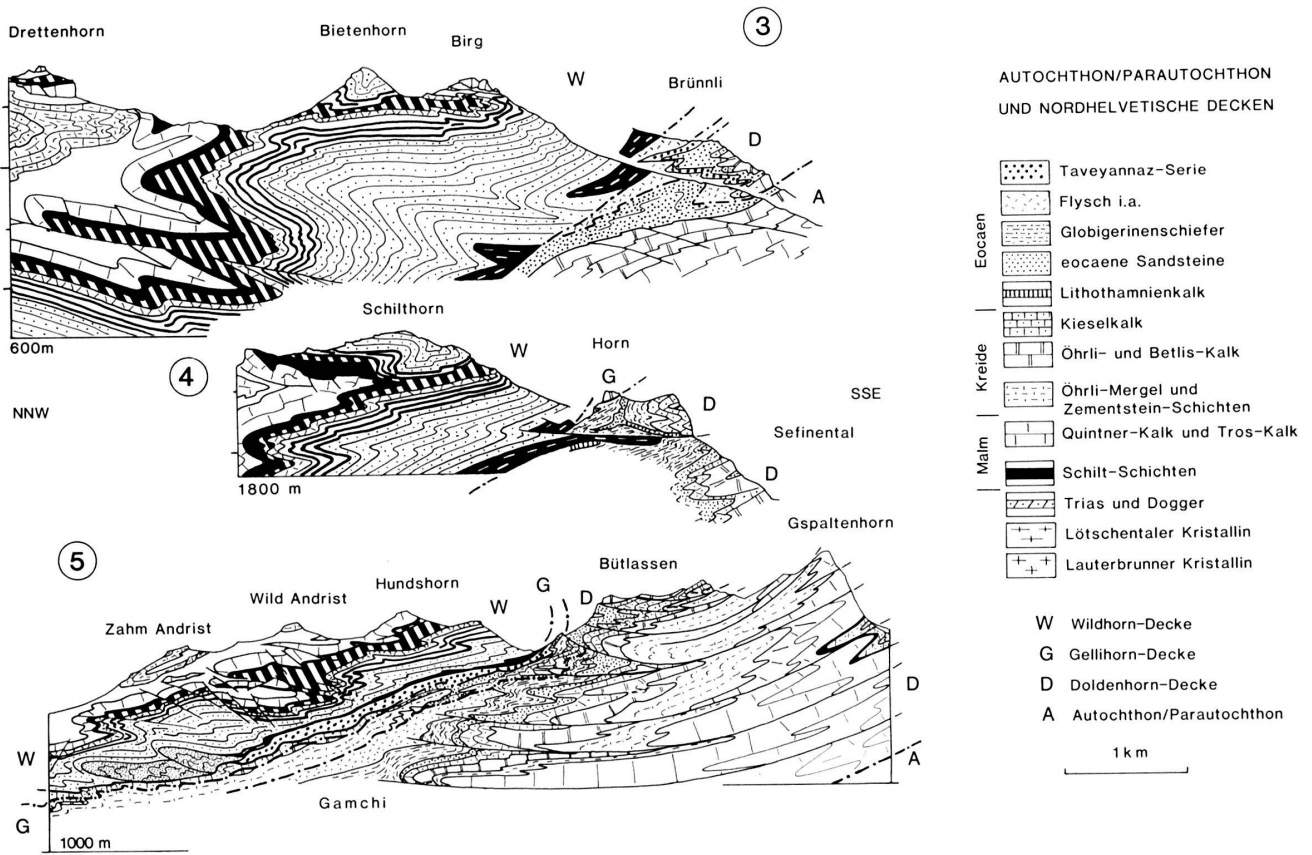 3
Drettenhorn
Bietenhorn
Birg
W
Brünnli
D
A
600m
4
Schilthorn
W
Horn
G
D
SSE
NNW
Sefinental
D
1800 m
Gspaltenhorn
5
Bütlassen
Hundshorn
W
G
D
Wild Andrist
Zahm Andrist
D
W
A
G
Gamchi
1000 m
AUTOCHTHON/PARAUTOCHTHON
UND NORDHELVETISCHE DECKEN
Eocaen
Taveyannaz-Serie
Flysch i.a.
Globigerinenschiefer
eocaene Sandsteine
Lithothamnienkalk
Kreide
Kieselkalk
Öhrli- und Betlis-Kalk
Öhrli-Mergel und
Zementstein-Schichten
Malm
Quintner-Kalk und Tros-Kalk
Schilt-Schichten
Trias und Dogger
Lötschentaler Kristallin
Lauterbrunner Kristallin
W Wildhorn-Decke
G Gellihorn-Decke
D Doldenhorn-Decke
A Autochthon/Parautochthon
1 km